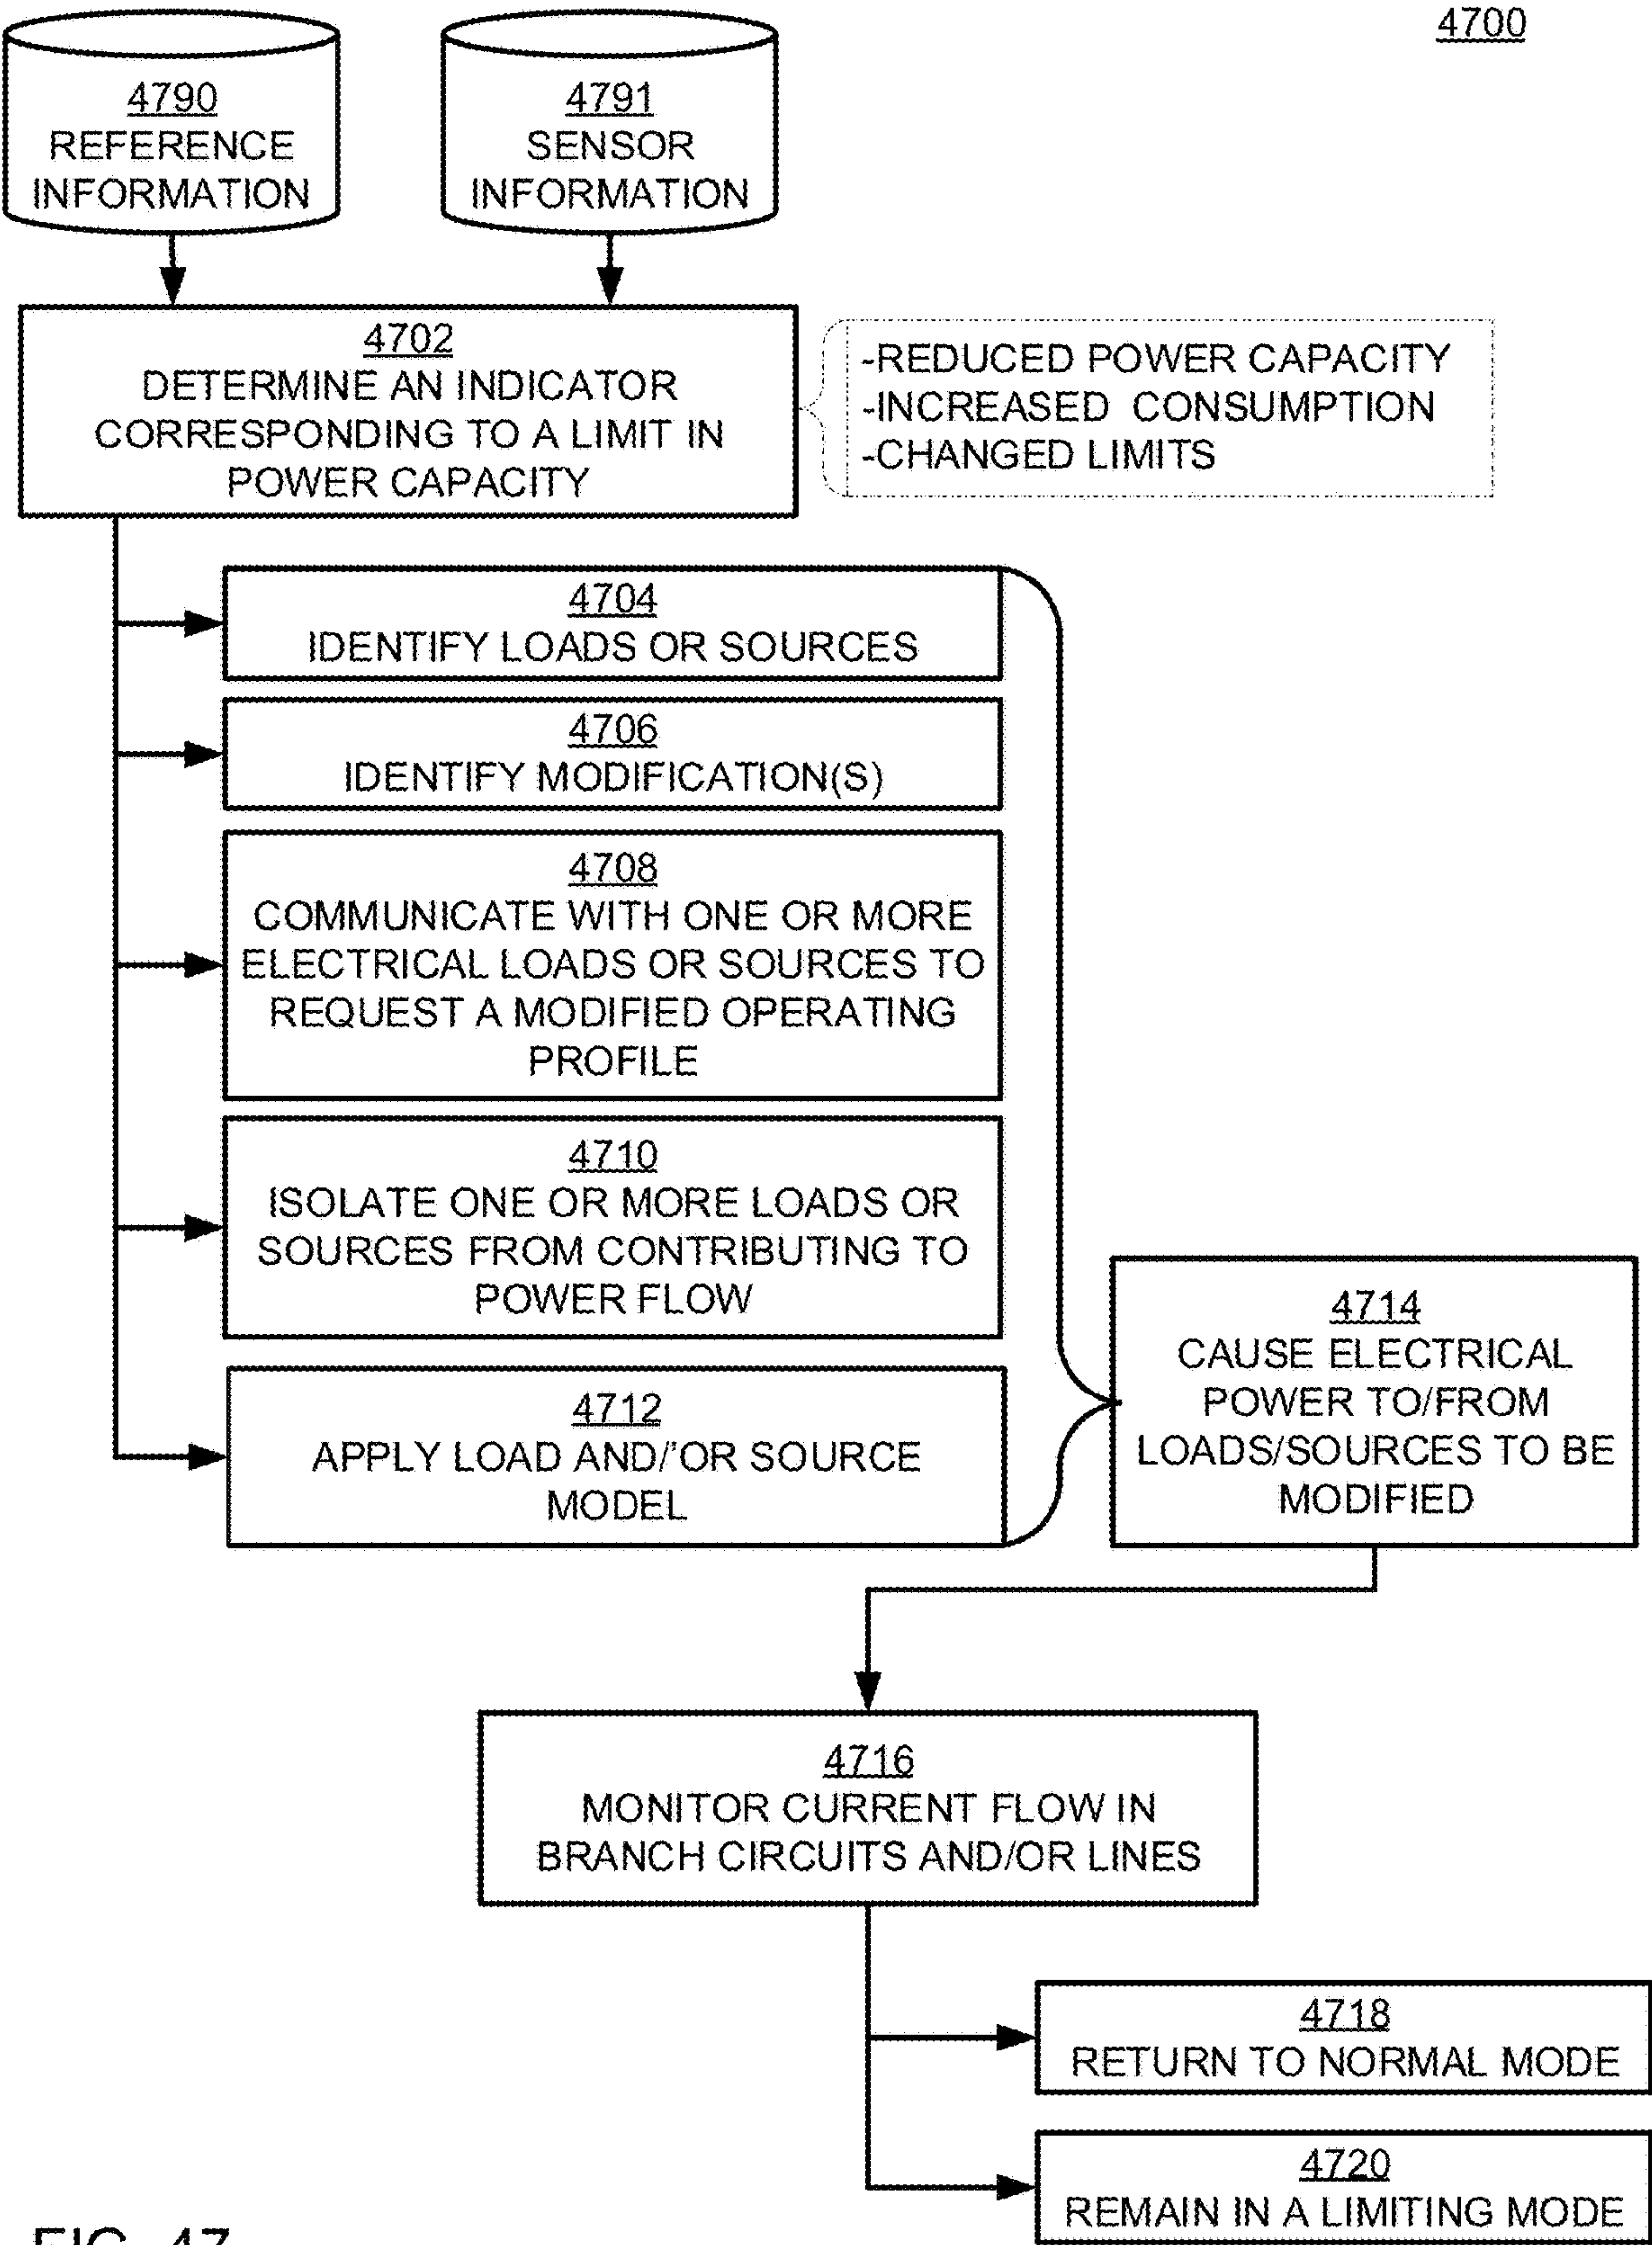 4700
4790
REFERENCE
INFORMATION
4791
SENSOR
INFORMATION
4702
DETERMINE AN INDICATOR
CORRESPONDING TO A LIMIT IN
POWER CAPACITY
-REDUCED POWER CAPACITY
-INCREASED CONSUMPTION
-CHANGED LIMITS
4704
IDENTIFY LOADS OR SOURCES
4706
IDENTIFY MODIFICATION(S)
4708
COMMUNICATE WITH ONE OR MORE
ELECTRICAL LOADS OR SOURCES TO
REQUEST A MODIFIED OPERATING
PROFILE
4710
ISOLATE ONE OR MORE LOADS OR
SOURCES FROM CONTRIBUTING TO
POWER FLOW
4712
APPLY LOAD AND/'OR SOURCE
MODEL
4714
CAUSE ELECTRICAL
POWER TO/FROM
LOADS/SOURCES TO BE
MODIFIED
4716
MONITOR CURRENT FLOW IN
BRANCH CIRCUITS AND/OR LINES
4718
RETURN TO NORMAL MODE
4720
REMAIN IN A LIMITING MODE
FIG. 47